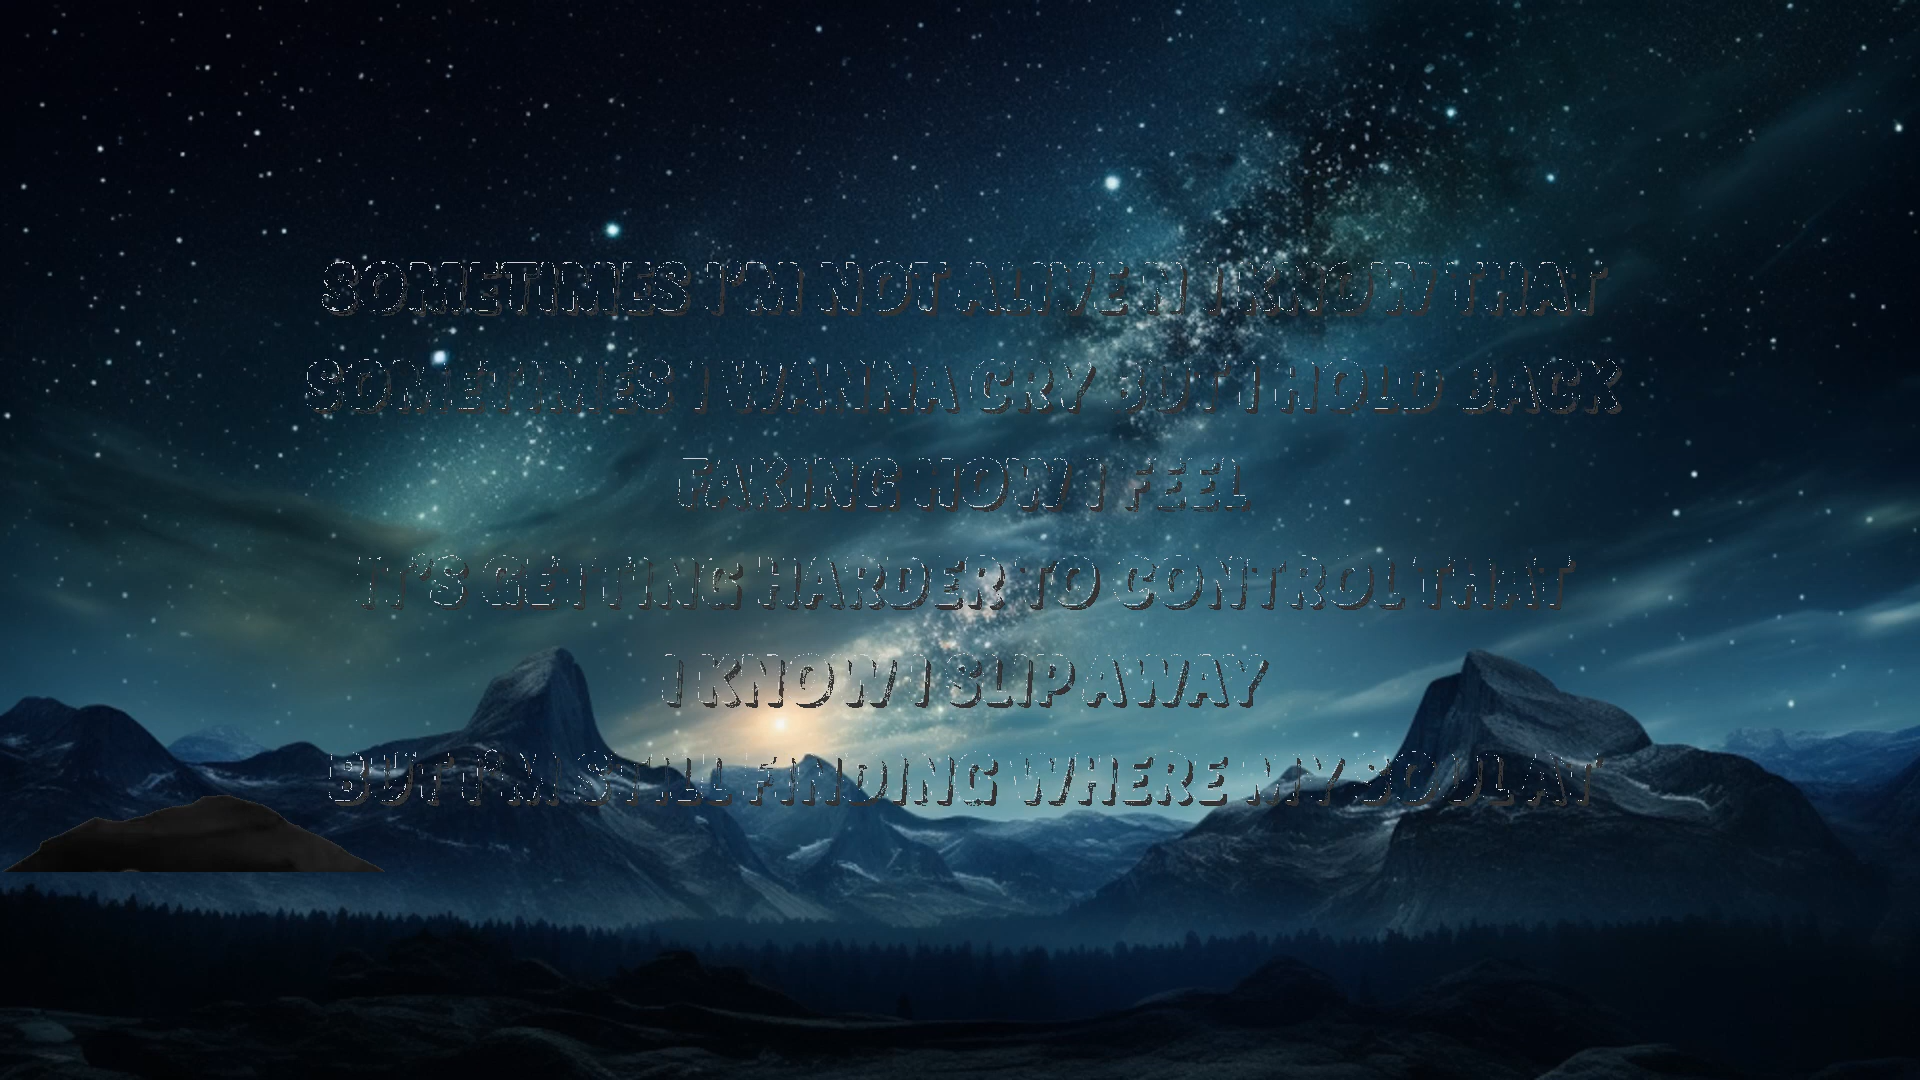 SOMETIMES I'M NOT ALIVE N I KNOW THAT
SOMETIMES I WANNA CRY BUT I HOLD BACK
FAKING HOW I FEEL
IT'S GETTING HARDER TO CONTROL THAT
I KNOW I SLIP AWAY
BUT I'M STILL FINDING WHERE MY SOUL AT